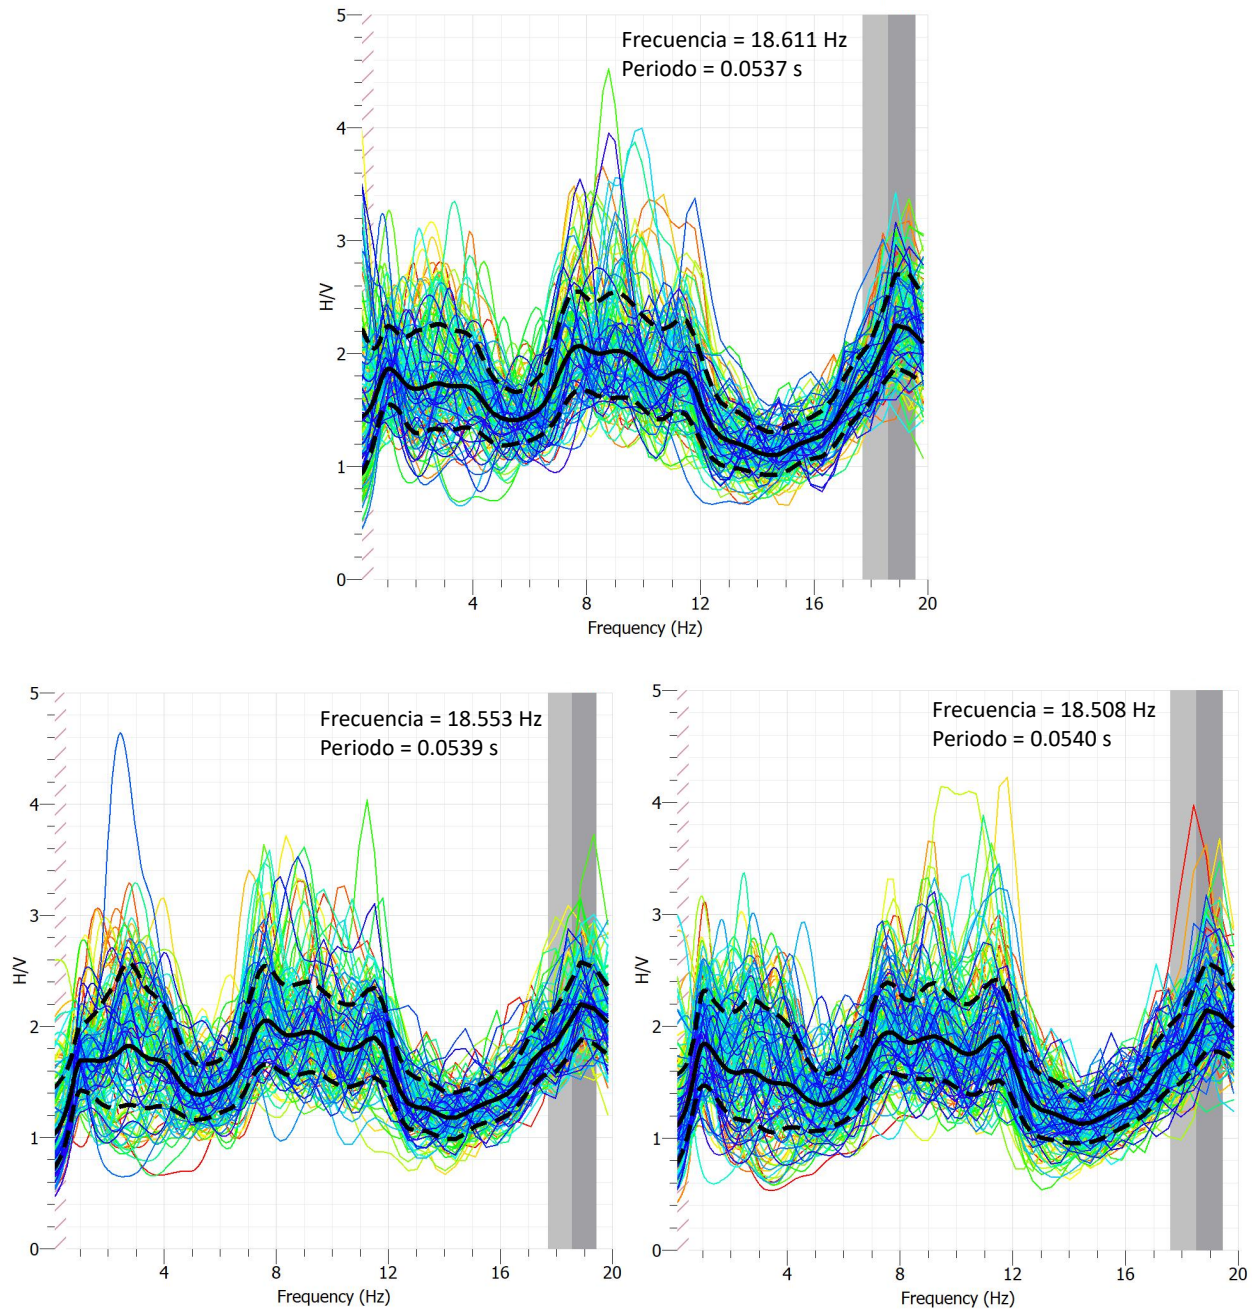 5
Frecuencia = 18.611 Hz
Periodo = 0.0537 s
4
3
H/V
2
1
0
4 8 12 16 20
Frequency (Hz)
5
Frecuencia = 18.553 Hz
Periodo = 0.0539 s
4
3
H/V
2
1
0
4 8 12 16 20
Frequency (Hz)
5
Frecuencia = 18.508 Hz
Periodo = 0.0540 s
4
3
H/V
2
1
0
4 8 12 16 20
Frequency (Hz)